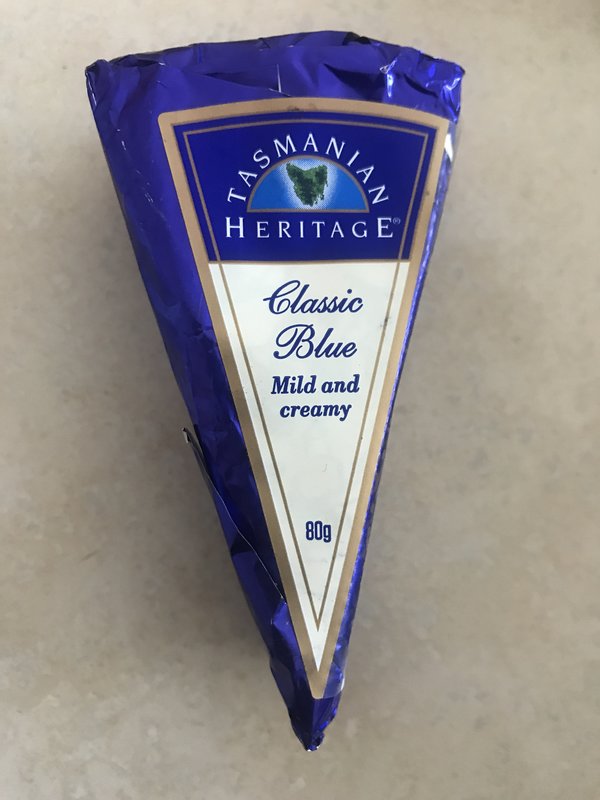 TASMANIAN
HERITAGE®
Classic
Blue
Mild and
creamy
80g